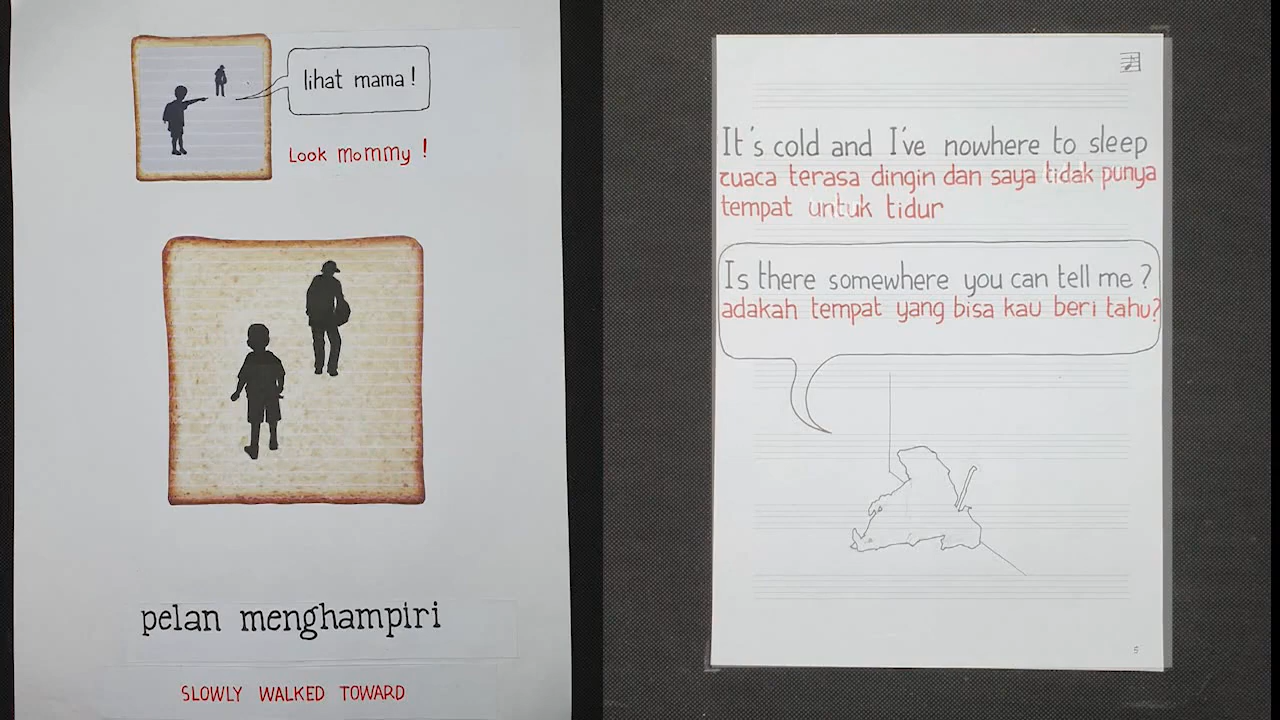 lihat mama!
Look mommy!
pelan menghampiri
SLOWLY WALKED TOWARD
It's cold and I've nowhere to sleep
cuaca terasa dingin dan saya tidak punya
tempat untuk tidur
Is there somewhere you can tell me?
adakah tempat yang bisa kau beri tahu?
5